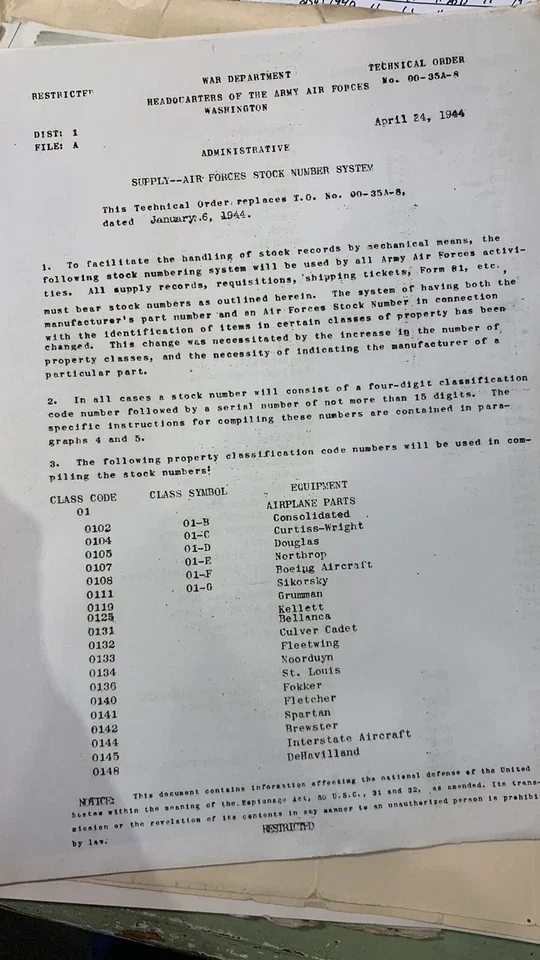 RESTRICTED
WAR DEPARTMENT
HEADQUARTERS OF THE ARMY AIR FORCES
WASHINGTON
TECHNICAL ORDER
No. 00-35A-8
April 24, 1944
DIST: 1
FILE: A
ADMINISTRATIVE
SUPPLY--AIR FORCES STOCK NUMBER SYSTEM
This Technical Order replaces T.O. No. 00-35A-8,
dated January 6, 1944.
1. To facilitate the handling of stock records by mechanical means, the
following stock numbering system will be used by all Army Air Forces activi-
ties. All supply records, requisitions, shipping tickets, Form 81, etc.,
must bear stock numbers as outlined herein. The system of having both the
manufacturer's part number and an Air Forces Stock Number in connection
with the identification of items in certain classes of property has been
changed. This change was necessitated by the increase in the number of
property classes, and the necessity of indicating the manufacturer of a
particular part.
2. In all cases a stock number will consist of a four-digit classification
code number followed by a serial number of not more than 15 digits. The
specific instructions for compiling these numbers are contained in para-
graphs 4 and 5.
3. The following property classification code numbers will be used in com-
piling the stock numbers:
CLASS CODE CLASS SYMBOL EQUIPMENT
01 AIRPLANE PARTS
0102 01-B Consolidated
0104 01-C Curtiss-Wright
0105 01-D Douglas
0107 01-E Northrop
0108 01-F Boeing Aircraft
0111 01-G Sikorsky
0119 Grumman
0125 Kellett
0131 Bellanca
0132 Culver Cadet
0133 Fleetwing
0134 Noorduyn
0136 St. Louis
0140 Fokker
0141 Fletcher
0142 Spartan
0144 Brewster
0145 Interstate Aircraft
0148 DeHavilland
NOTICE: This document contains information affecting the national defense of the United
States within the meaning of the Espionage Act, 50 U.S.C., 31 and 32, as amended. Its trans-
mission or the revelation of its contents in any manner to an unauthorized person is prohibi
by law.
RESTRICTED